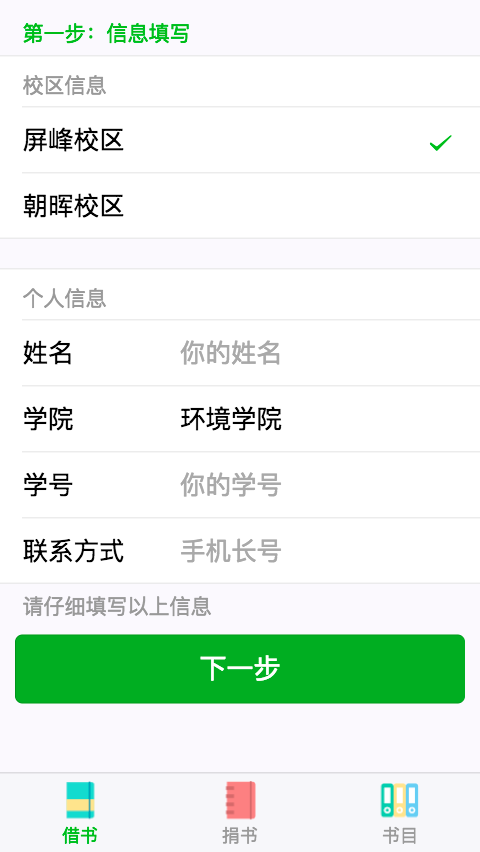 第一步：信息填写
校区信息
屏峰校区
朝晖校区
个人信息
姓名 你的姓名
学院 环境学院
学号 你的学号
联系方式 手机长号
请仔细填写以上信息
下一步
借书 捐书 书目